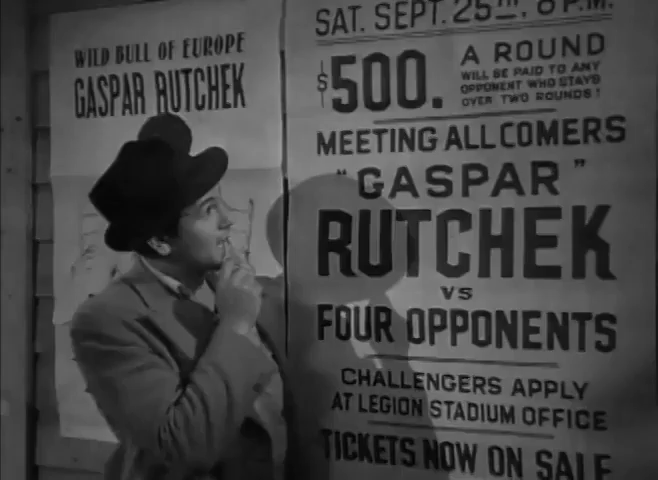 WILD BULL OF EUROPE
GASPAR RUTCHEK
SAT. SEPT. 25TH. 8 P.M.
$500. A ROUND
WILL BE PAID TO ANY
OPPONENT WHO STAYS
OVER TWO ROUNDS!
MEETING ALL COMERS
"GASPAR"
RUTCHEK
VS
FOUR OPPONENTS
CHALLENGERS APPLY
AT LEGION STADIUM OFFICE
TICKETS NOW ON SALE